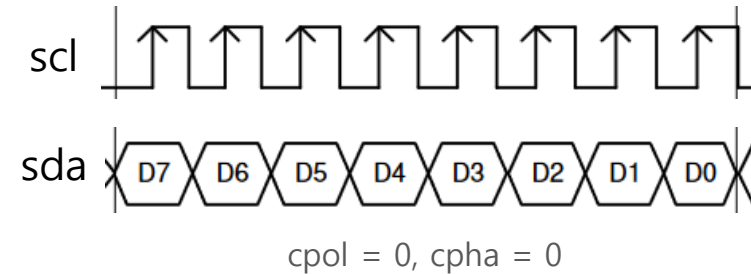 scl
sda D7 D6 D5 D4 D3 D2 D1 D0
cpol = 0, cpha = 0